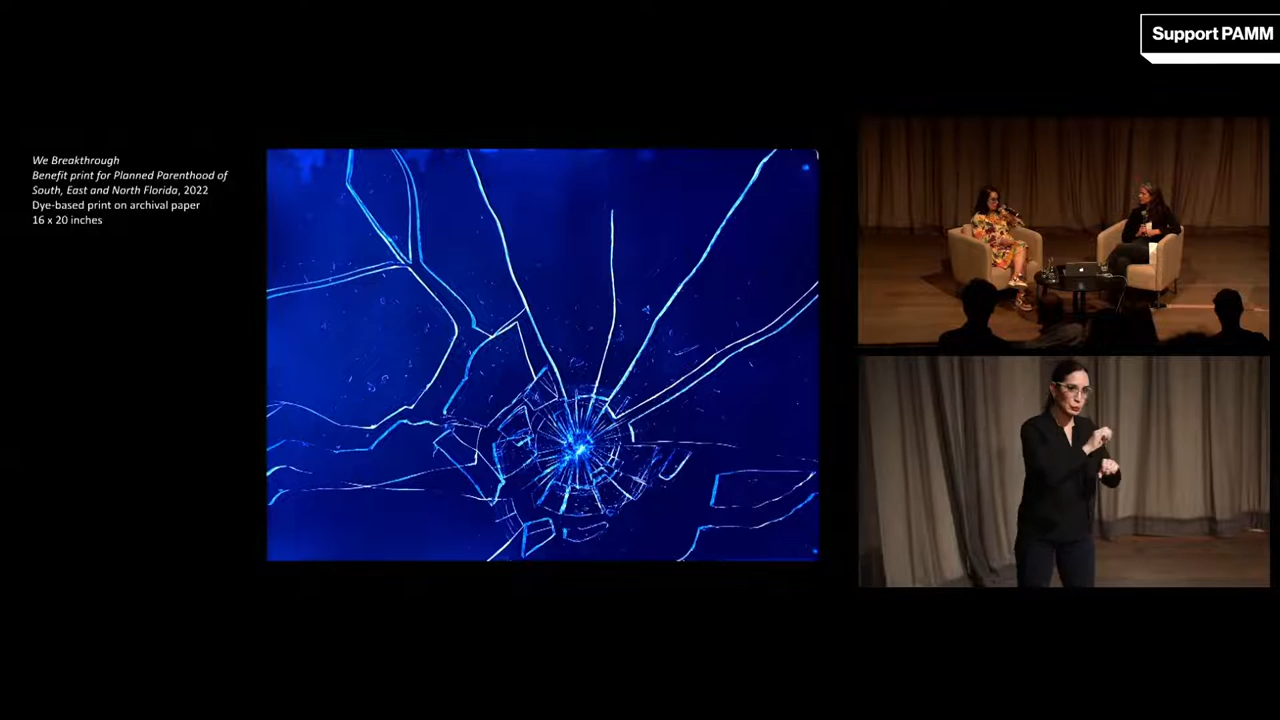 Support PAMM
We Breakthrough
Benefit print for Planned Parenthood of
South, East and North Florida, 2022
Dye-based print on archival paper
16 x 20 inches